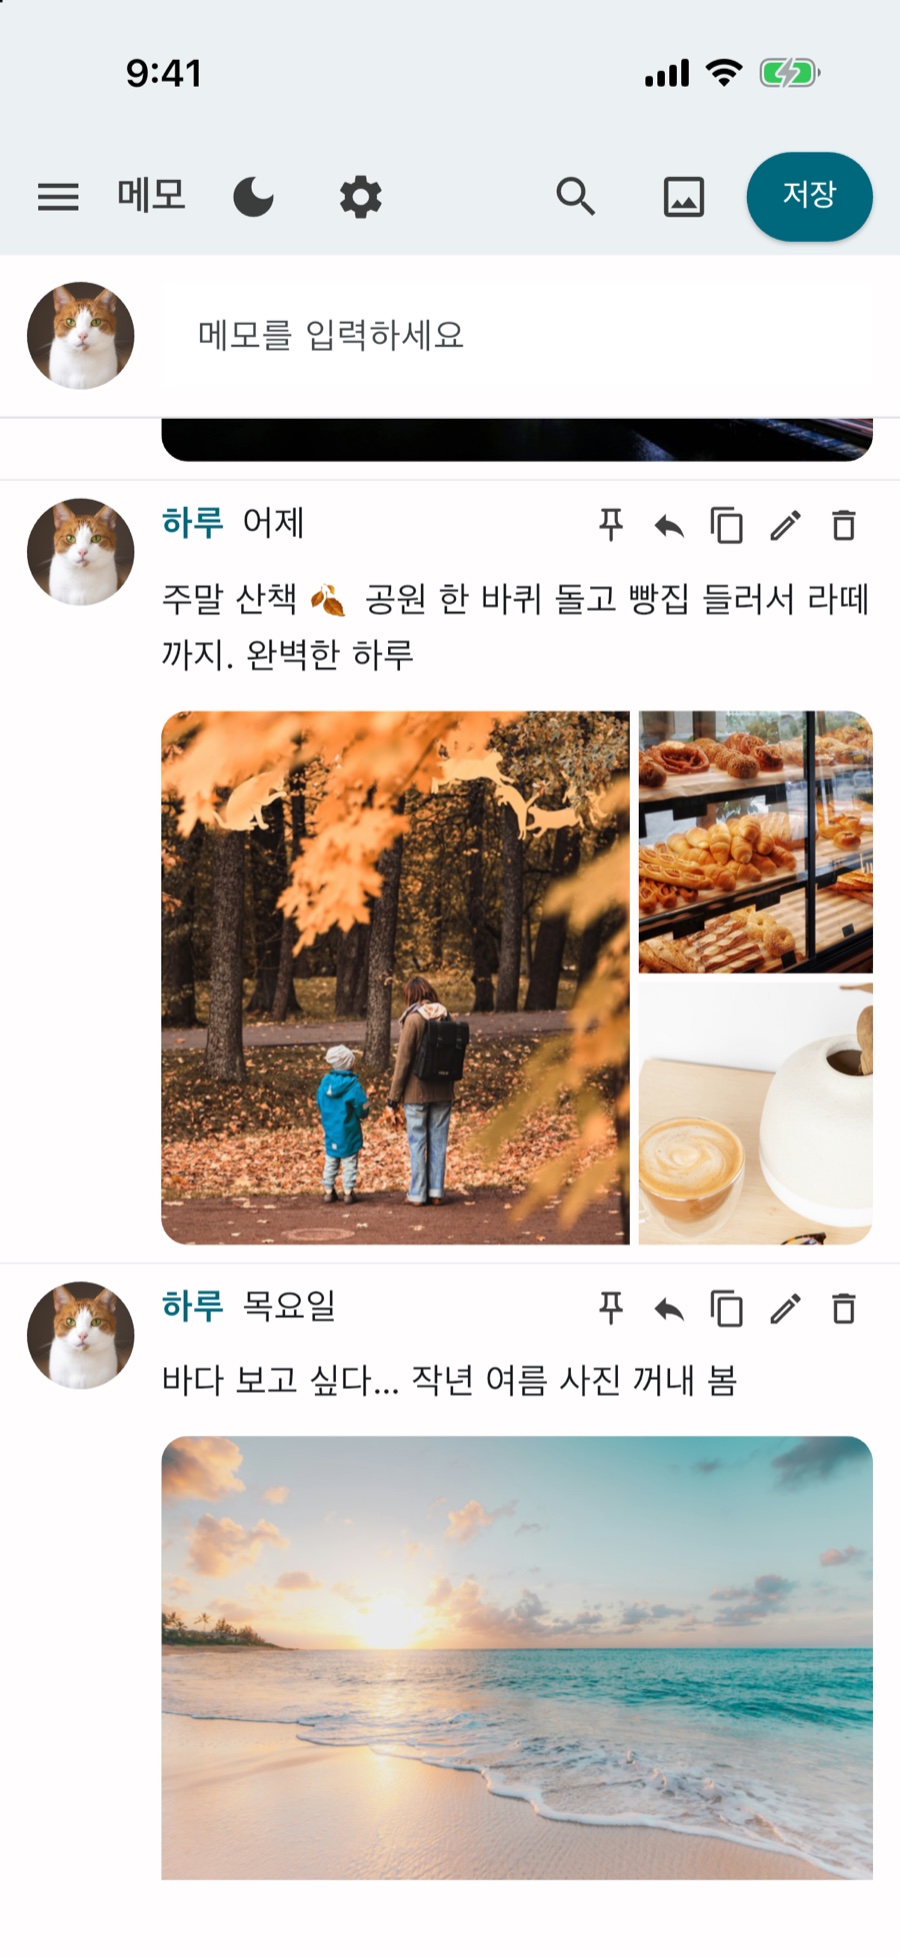 9:41
메모
저장
메모를 입력하세요
하루 어제
주말 산책 🍂 공원 한 바퀴 돌고 빵집 들러서 라떼
까지. 완벽한 하루
하루 목요일
바다 보고 싶다... 작년 여름 사진 꺼내 봄